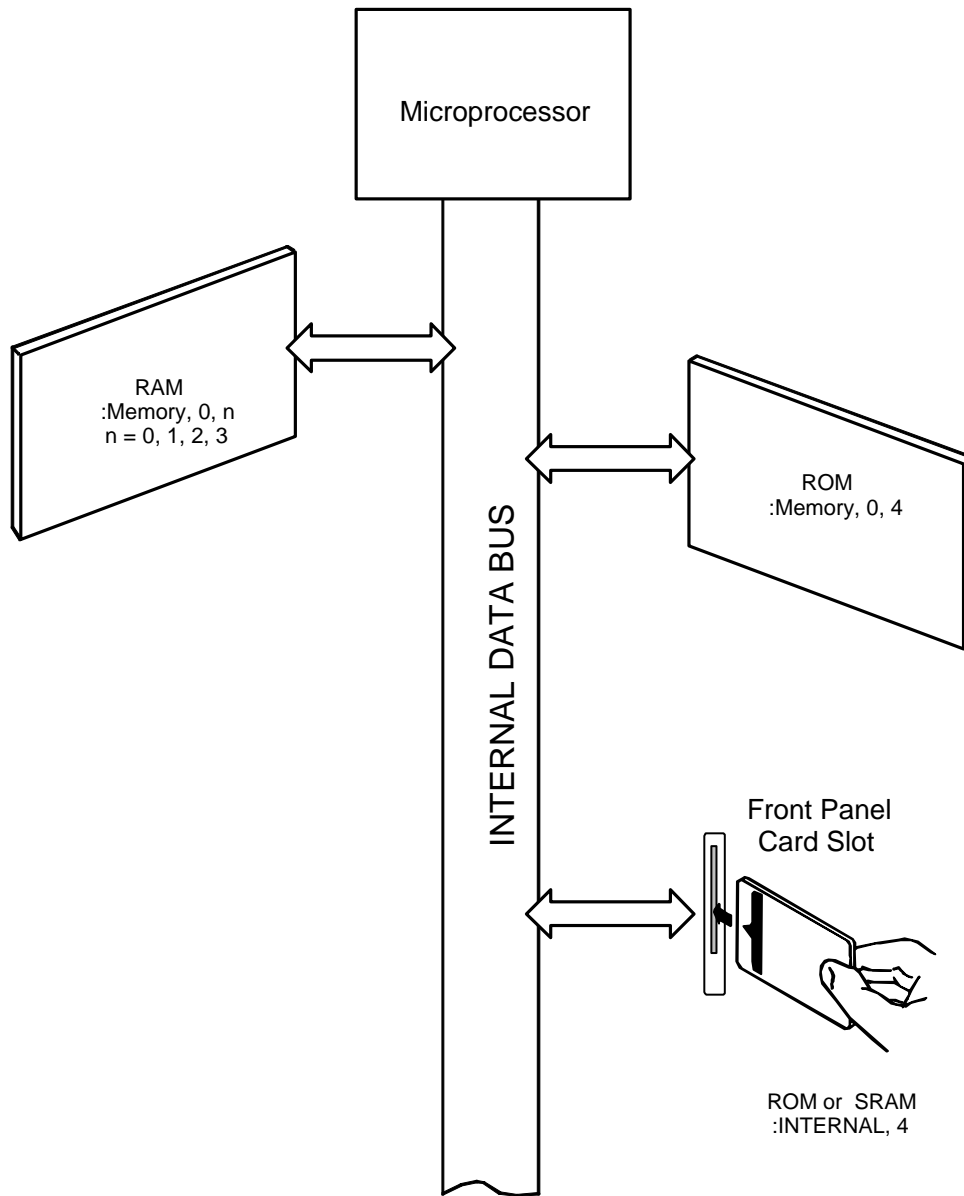 Microprocessor
RAM
:Memory, 0, n
n = 0, 1, 2, 3
ROM
:Memory, 0, 4
INTERNAL DATA BUS
Front Panel
Card Slot
ROM or  SRAM
:INTERNAL, 4